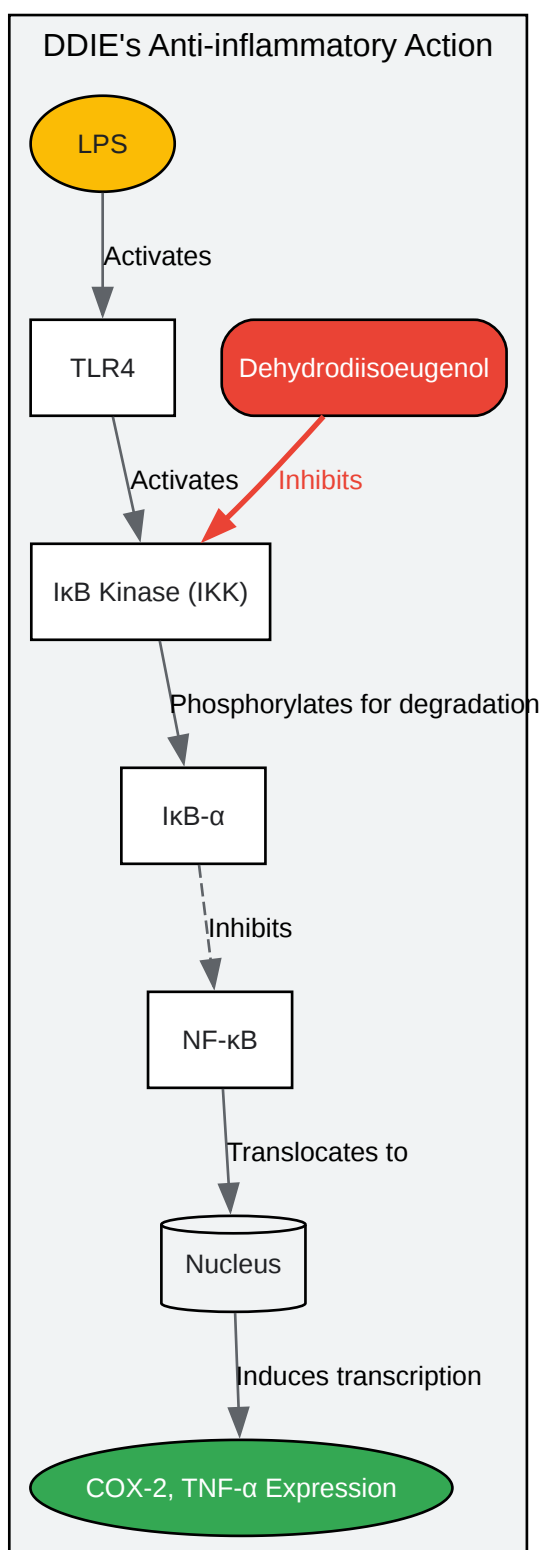 DDIE's Anti-inflammatory Action
LPS
Activates
TLR4
Dehydrodiisoeugenol
Activates
Inhibits
IκB Kinase (IKK)
Phosphorylates for degradation
IκB-α
Inhibits
NF-κB
Translocates to
Nucleus
Induces transcription
COX-2, TNF-α Expression